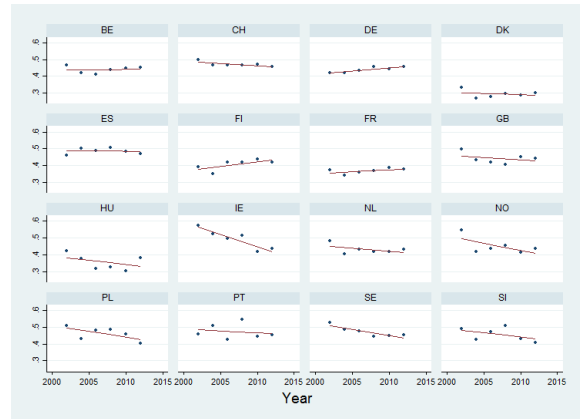 BE CH DE DK
.3 .4 .5 .6
ES FI FR GB
.3 .4 .5 .6
HU IE NL NO
.3 .4 .5 .6
PL PT SE SI
.3 .4 .5 .6
2000 2005 2010 2015 2000 2005 2010 2015 2000 2005 2010 2015 2000 2005 2010 2015
Year